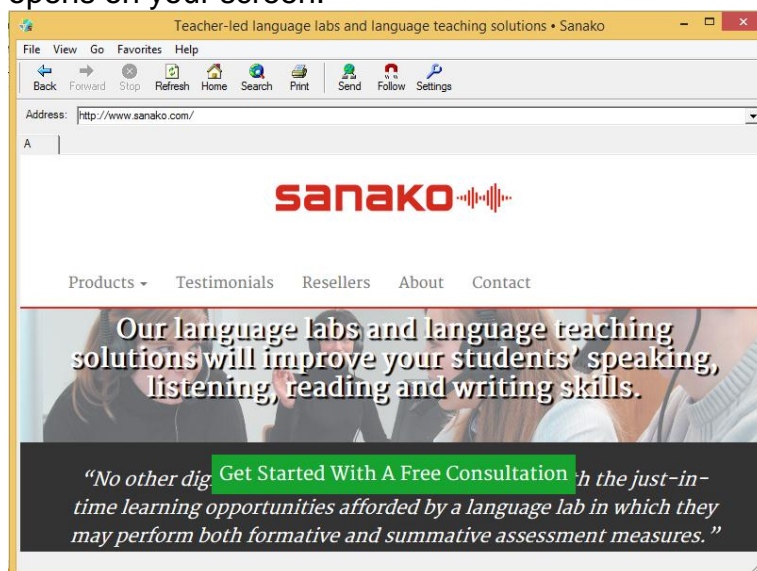 opens on your screen.
Teacher-led language labs and language teaching solutions • Sanako
File View Go Favorites Help
Back Forward Stop Refresh Home Search Print Send Follow Settings
Address: http://www.sanako.com/
A
sanako
Products Testimonials Resellers About Contact
Our language labs and language teaching
solutions will improve your students' speaking,
listening, reading and writing skills.
Get Started With A Free Consultation
“No other dig h the just-in-
time learning opportunities afforded by a language lab in which they
may perform both formative and summative assessment measures.”